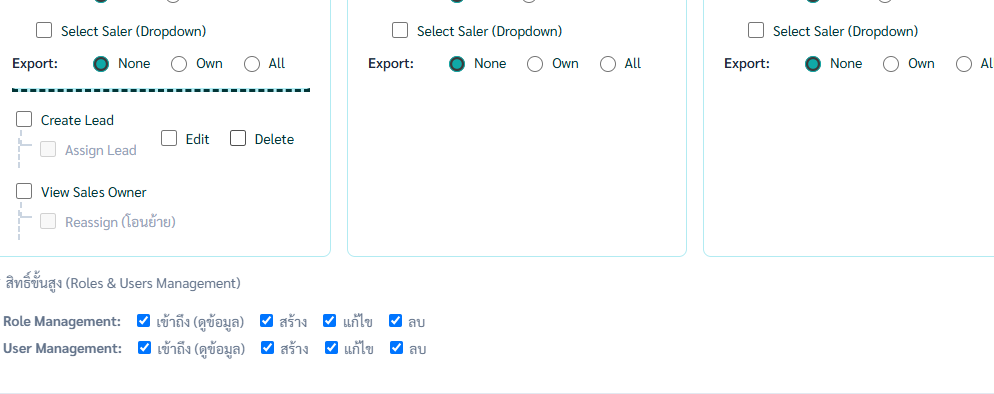 Select Saler (Dropdown) Select Saler (Dropdown) Select Saler (Dropdown)
Export: None Own All Export: None Own All Export: None Own
Create Lead
Edit Delete
Assign Lead
View Sales Owner
Reassign (โอนย้าย)
สิทธิ์ขั้นสูง (Roles & Users Management)
Role Management: เข้าถึง (ดูข้อมูล) สร้าง แก้ไข ลบ
User Management: เข้าถึง (ดูข้อมูล) สร้าง แก้ไข ลบ